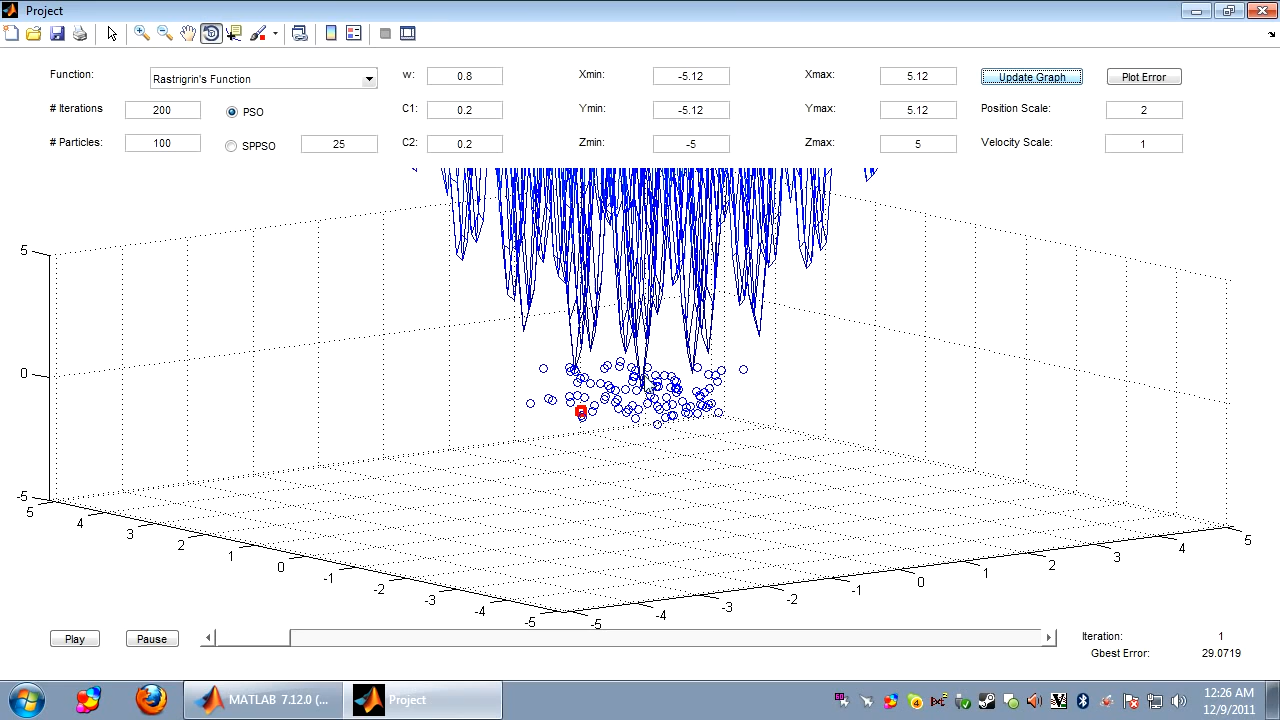 Project
Function: Rastrigrin's Function w: 0.8 Xmin: -5.12 Xmax: 5.12 Update Graph Plot Error
# Iterations 200 PSO C1: 0.2 Ymin: -5.12 Ymax: 5.12 Position Scale: 2
# Particles: 100 SPPSO 25 C2: 0.2 Zmin: -5 Zmax: 5 Velocity Scale: 1
5
0
-5
5 4 3 2 1 0 -1 -2 -3 -4 -5
-5 -4 -3 -2 -1 0 1 2 3 4 5
Play Pause Iteration: 1
Gbest Error: 29.0719
MATLAB 7.12.0 (... Project 12:26 AM
12/9/2011